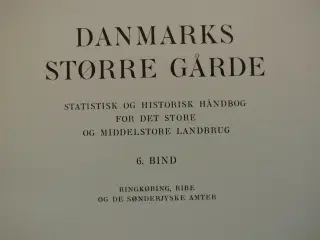 DANMARKS
STØRRE GÅRDE
STATISTISK OG HISTORISK HÅNDBOG
FOR DET STORE
OG MIDDELSTORE LANDBRUG
6. BIND
RINGKØBING, RIBE
OG DE SØNDERJYSKE AMTER